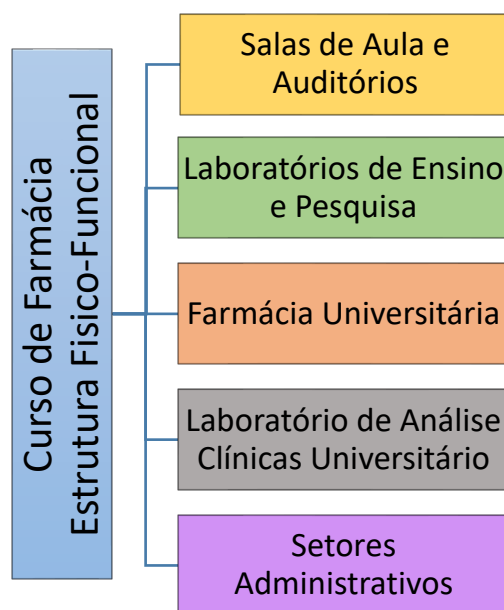 Curso de Farmácia
Estrutura Fisico-Funcional
Salas de Aula e
Auditórios
Laboratórios de Ensino
e Pesquisa
Farmácia Universitária
Laboratório de Análise
Clínicas Universitário
Setores
Administrativos